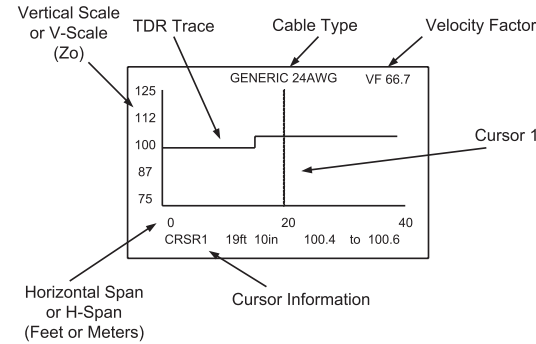 Vertical Scale
or V-Scale
(Zo)
TDR Trace
Cable Type
Velocity Factor
GENERIC 24AWG
VF 66.7
125
112
100
87
75
Cursor 1
0 20 40
CRSR1 19ft 10in 100.4 to 100.6
Horizontal Span
or H-Span
(Feet or Meters)
Cursor Information